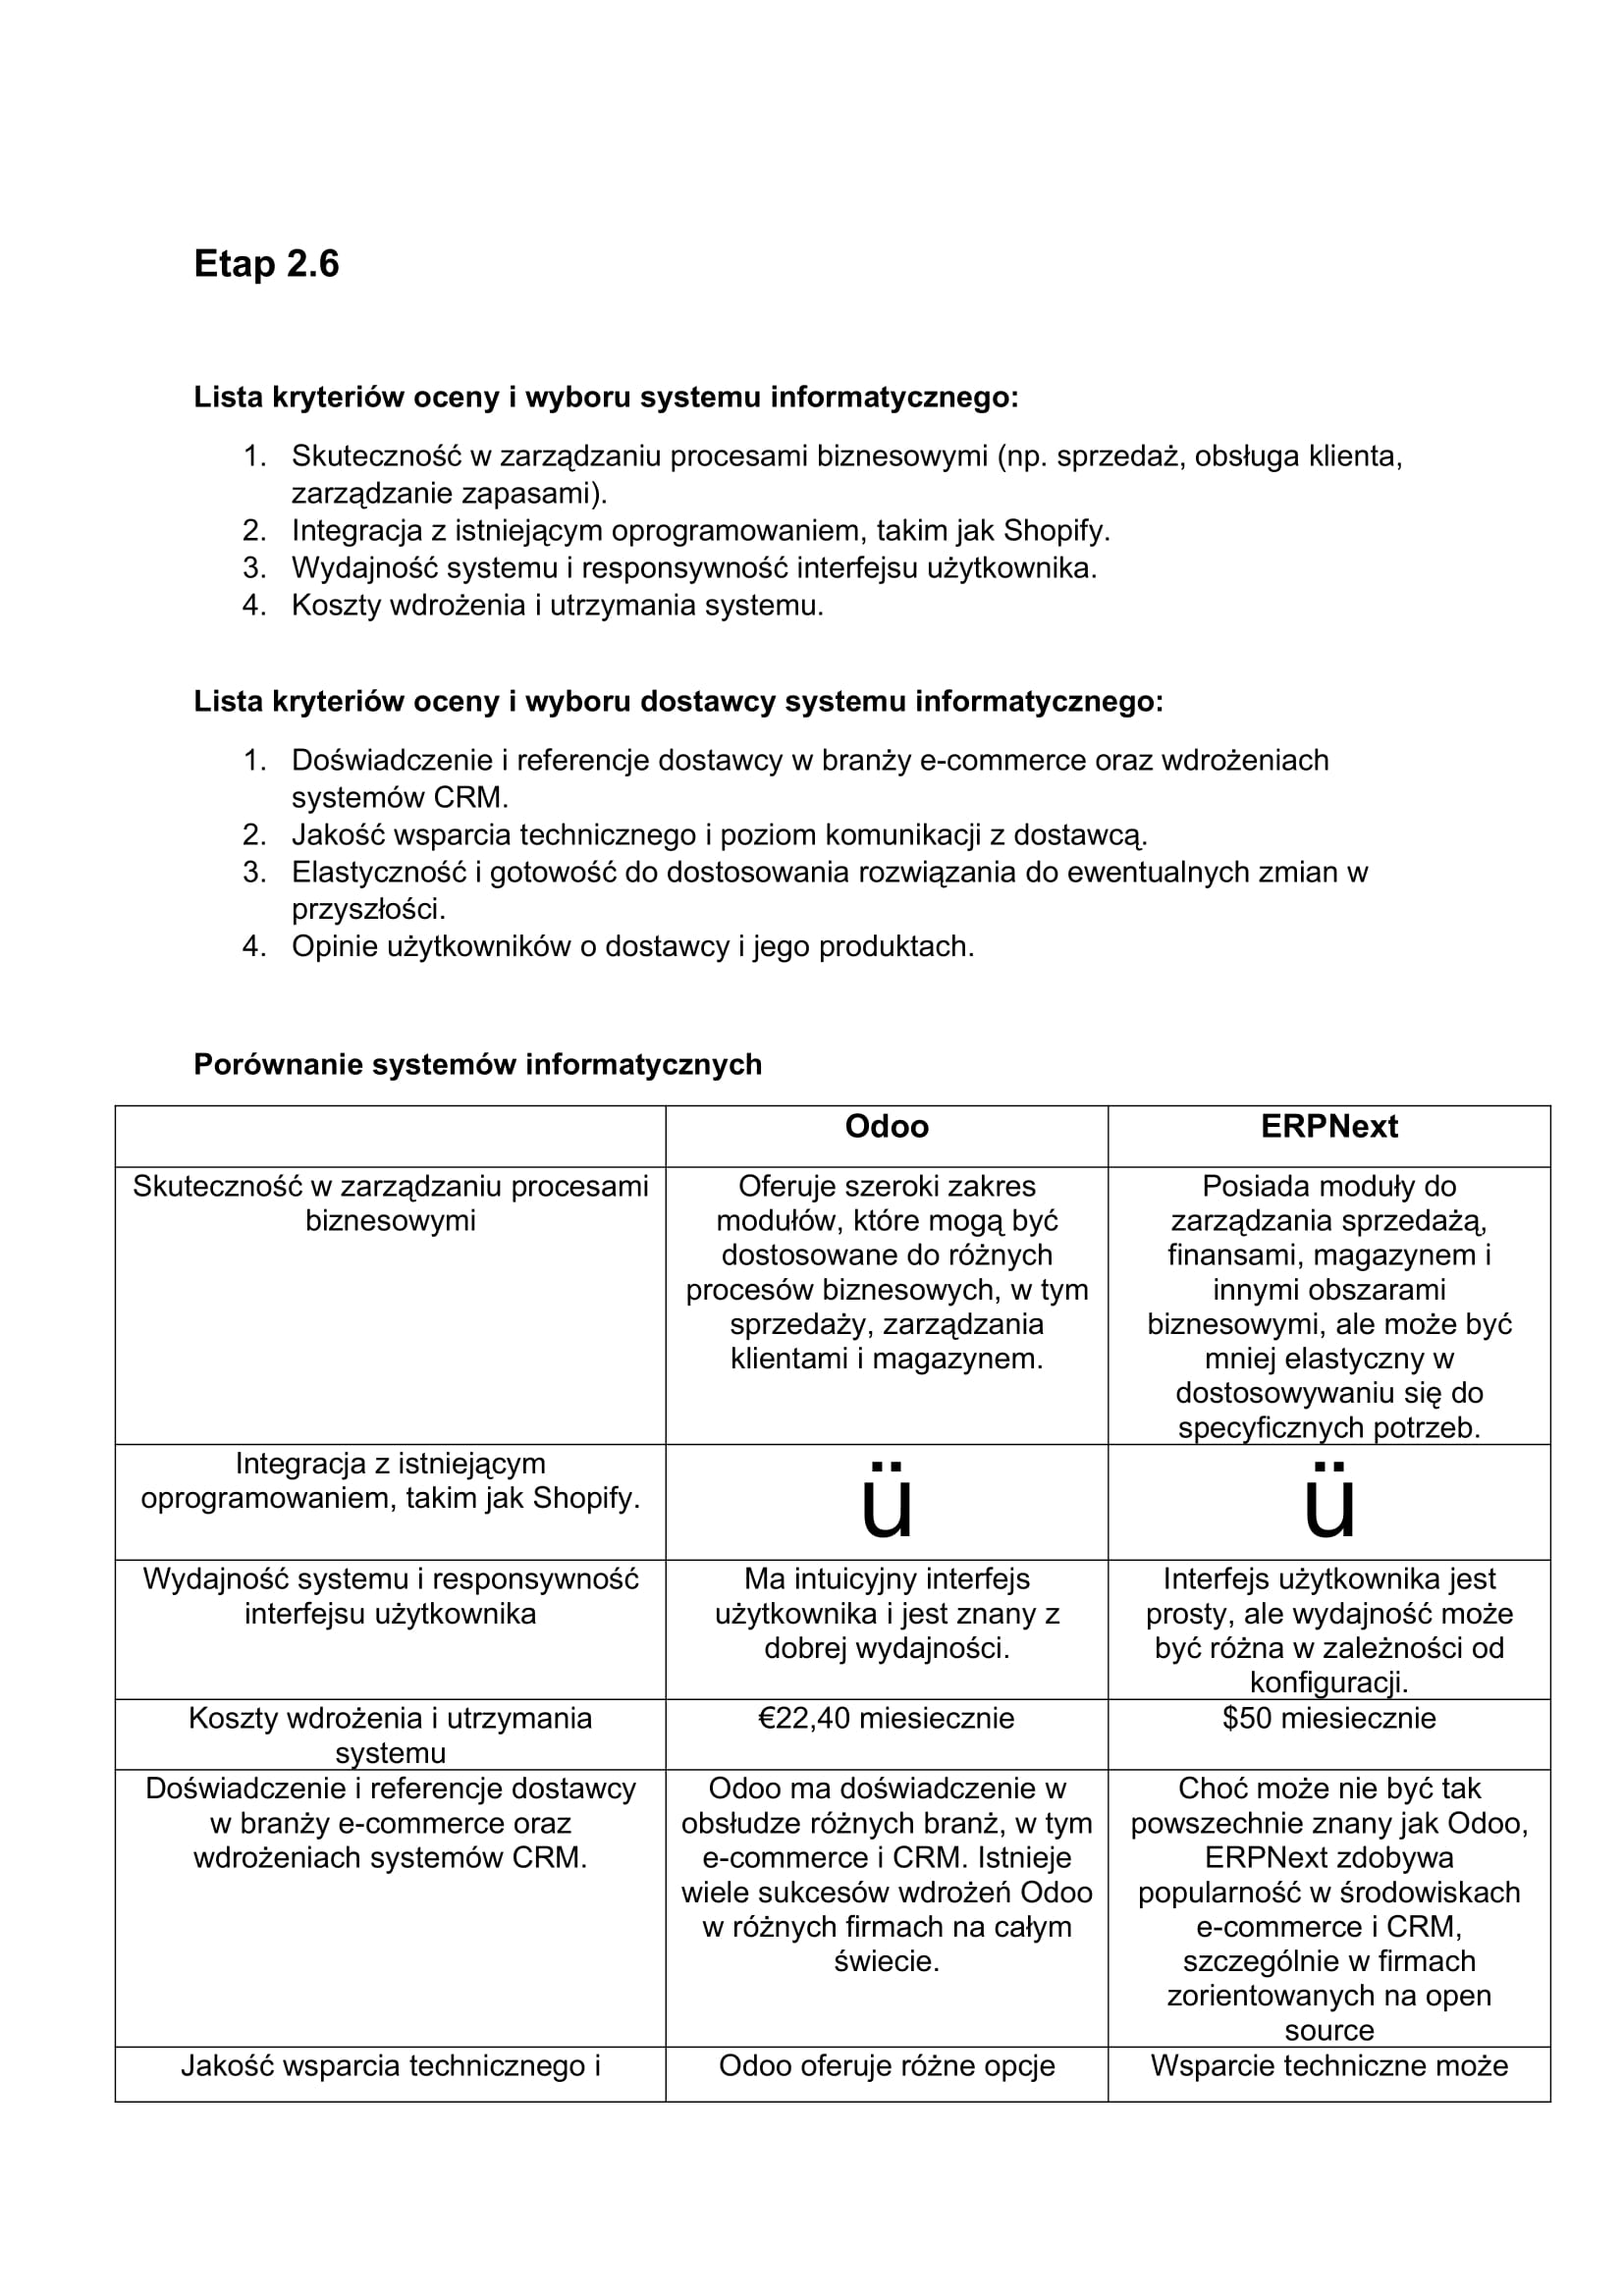 Etap 2.6
Lista kryteriów oceny i wyboru systemu informatycznego:
1. Skuteczność w zarządzaniu procesami biznesowymi (np. sprzedaż, obsługa klienta,
zarządzanie zapasami).
2. Integracja z istniejącym oprogramowaniem, takim jak Shopify.
3. Wydajność systemu i responsywność interfejsu użytkownika.
4. Koszty wdrożenia i utrzymania systemu.
Lista kryteriów oceny i wyboru dostawcy systemu informatycznego:
1. Doświadczenie i referencje dostawcy w branży e-commerce oraz wdrożeniach
systemów CRM.
2. Jakość wsparcia technicznego i poziom komunikacji z dostawcą.
3. Elastyczność i gotowość do dostosowania rozwiązania do ewentualnych zmian w
przyszłości.
4. Opinie użytkowników o dostawcy i jego produktach.
Porównanie systemów informatycznych
Odoo
ERPNext
Skuteczność w zarządzaniu procesami
biznesowymi
Oferuje szeroki zakres
modułów, które mogą być
dostosowane do różnych
procesów biznesowych, w tym
sprzedaży, zarządzania
klientami i magazynem.
Posiada moduły do
zarządzania sprzedażą,
finansami, magazynem i
innymi obszarami
biznesowymi, ale może być
mniej elastyczny w
dostosowywaniu się do
specyficznych potrzeb.
Integracja z istniejącym
oprogramowaniem, takim jak Shopify.
ü
ü
Wydajność systemu i responsywność
interfejsu użytkownika
Ma intuicyjny interfejs
użytkownika i jest znany z
dobrej wydajności.
Interfejs użytkownika jest
prosty, ale wydajność może
być różna w zależności od
konfiguracji.
Koszty wdrożenia i utrzymania
systemu
€22,40 miesiecznie
$50 miesiecznie
Doświadczenie i referencje dostawcy
w branży e-commerce oraz
wdrożeniach systemów CRM.
Odoo ma doświadczenie w
obsłudze różnych branż, w tym
e-commerce i CRM. Istnieje
wiele sukcesów wdrożeń Odoo
w różnych firmach na całym
świecie.
Choć może nie być tak
powszechnie znany jak Odoo,
ERPNext zdobywa
popularność w środowiskach
e-commerce i CRM,
szczególnie w firmach
zorientowanych na open
source
Jakość wsparcia technicznego i
Odoo oferuje różne opcje
Wsparcie techniczne może